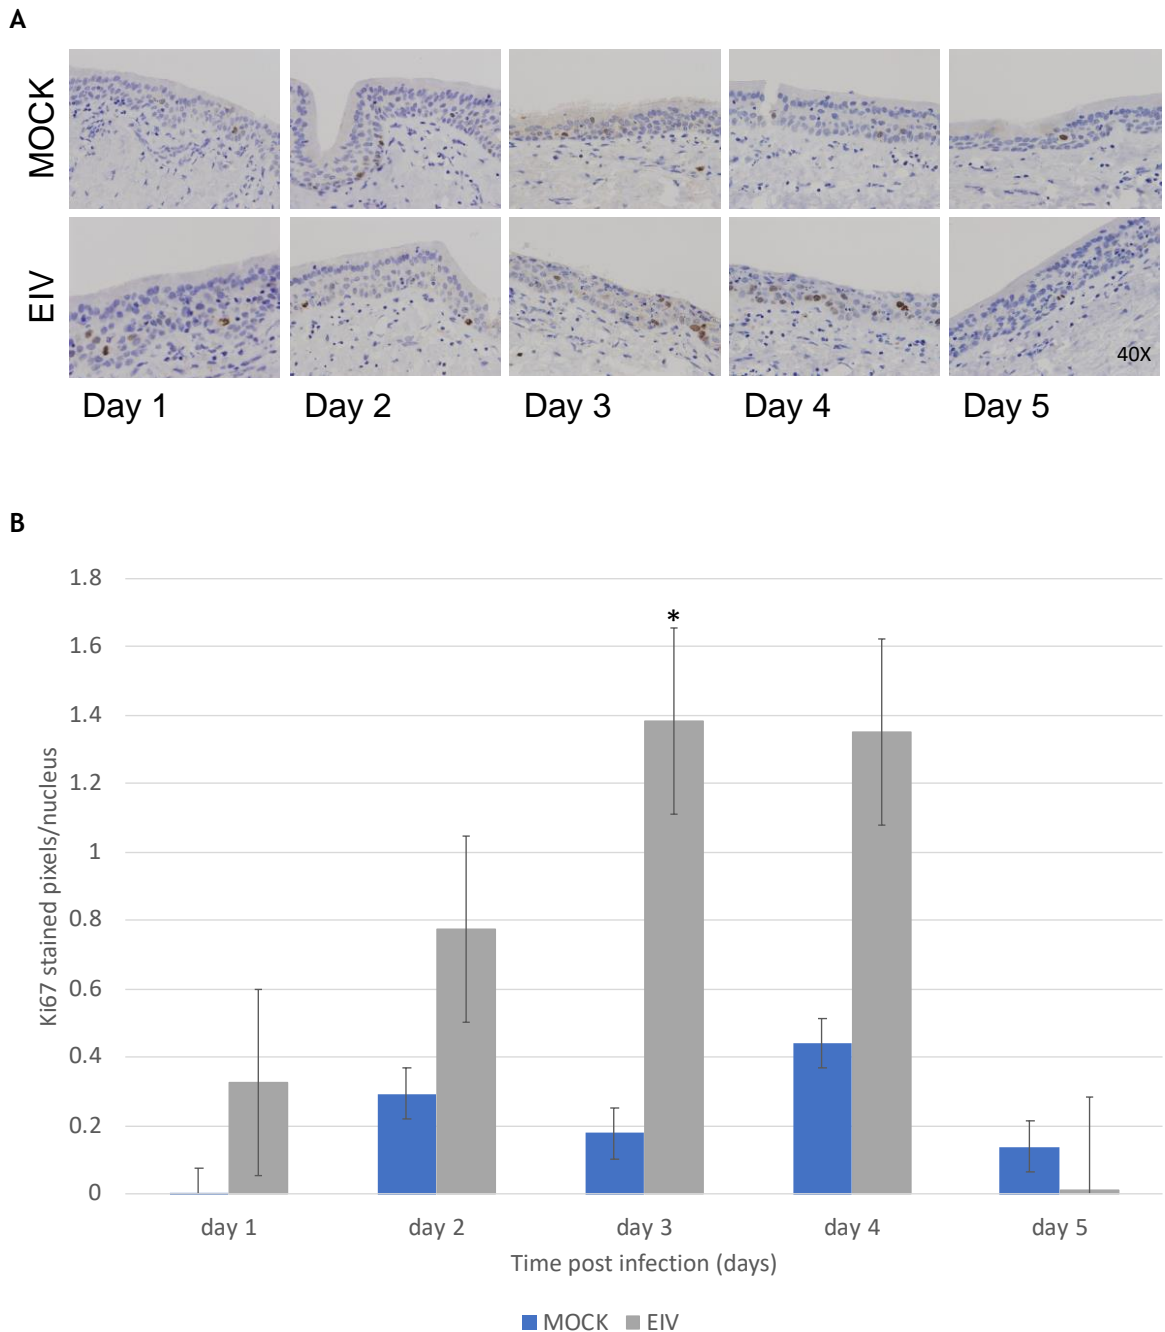 A
MOCK
EIV
40X
Day 1 Day 2 Day 3 Day 4 Day 5
B
1.8
1.6
1.4
1.2
1
0.8
0.6
0.4
0.2
0
*
Ki67 stained pixels/nucleus
day 1 day 2 day 3 day 4 day 5
Time post infection (days)
MOCK EIV